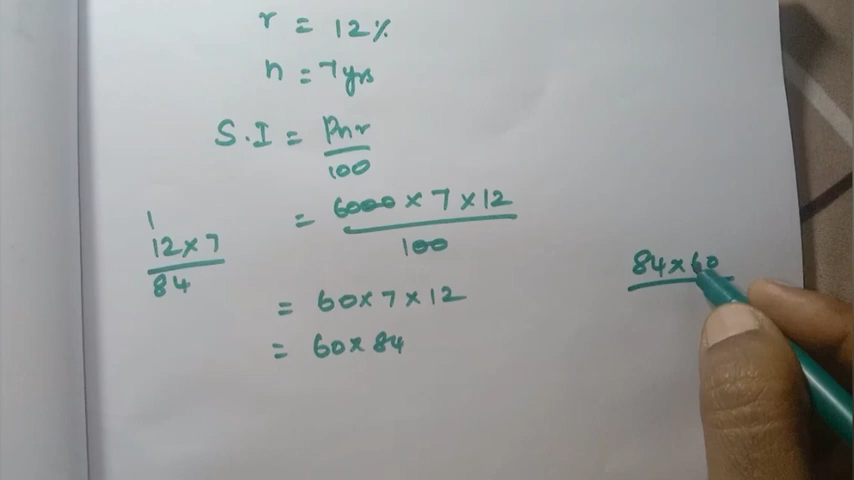 r = 12%
n = 7yrs
S.I = Pnr
100
= 6000 × 7 × 12
100
1
12 × 7
84
= 60 × 7 × 12
= 60 × 84
84 × 60